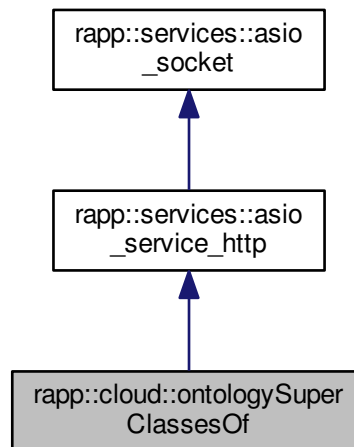 rapp::services::asio
_socket
rapp::services::asio
_service_http
rapp::cloud::ontologySuper
ClassesOf